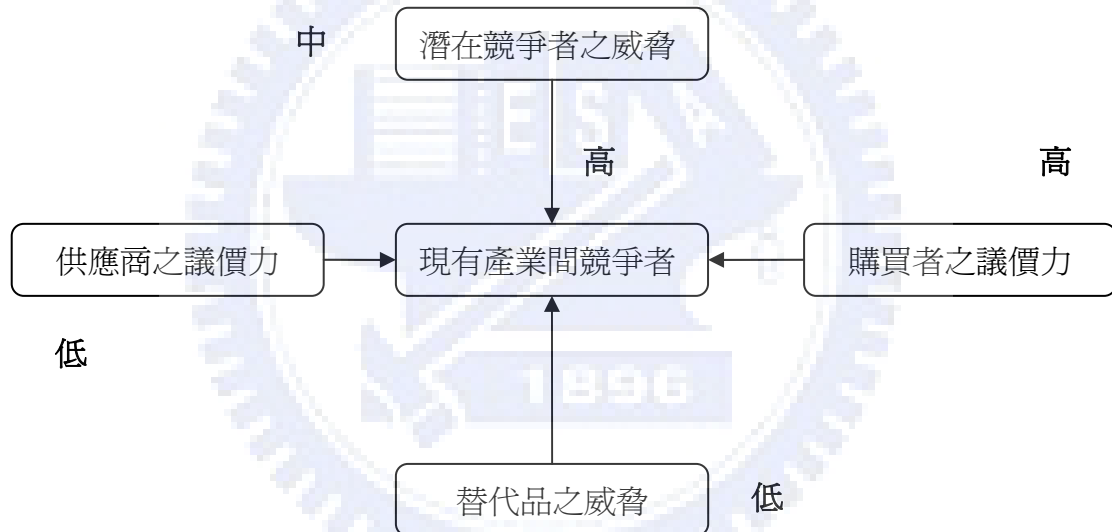 中
潛在競爭者之威脅
高
高
供應商之議價力
現有產業間競爭者
購買者之議價力
低
ESA
1896
替代品之威脅
低